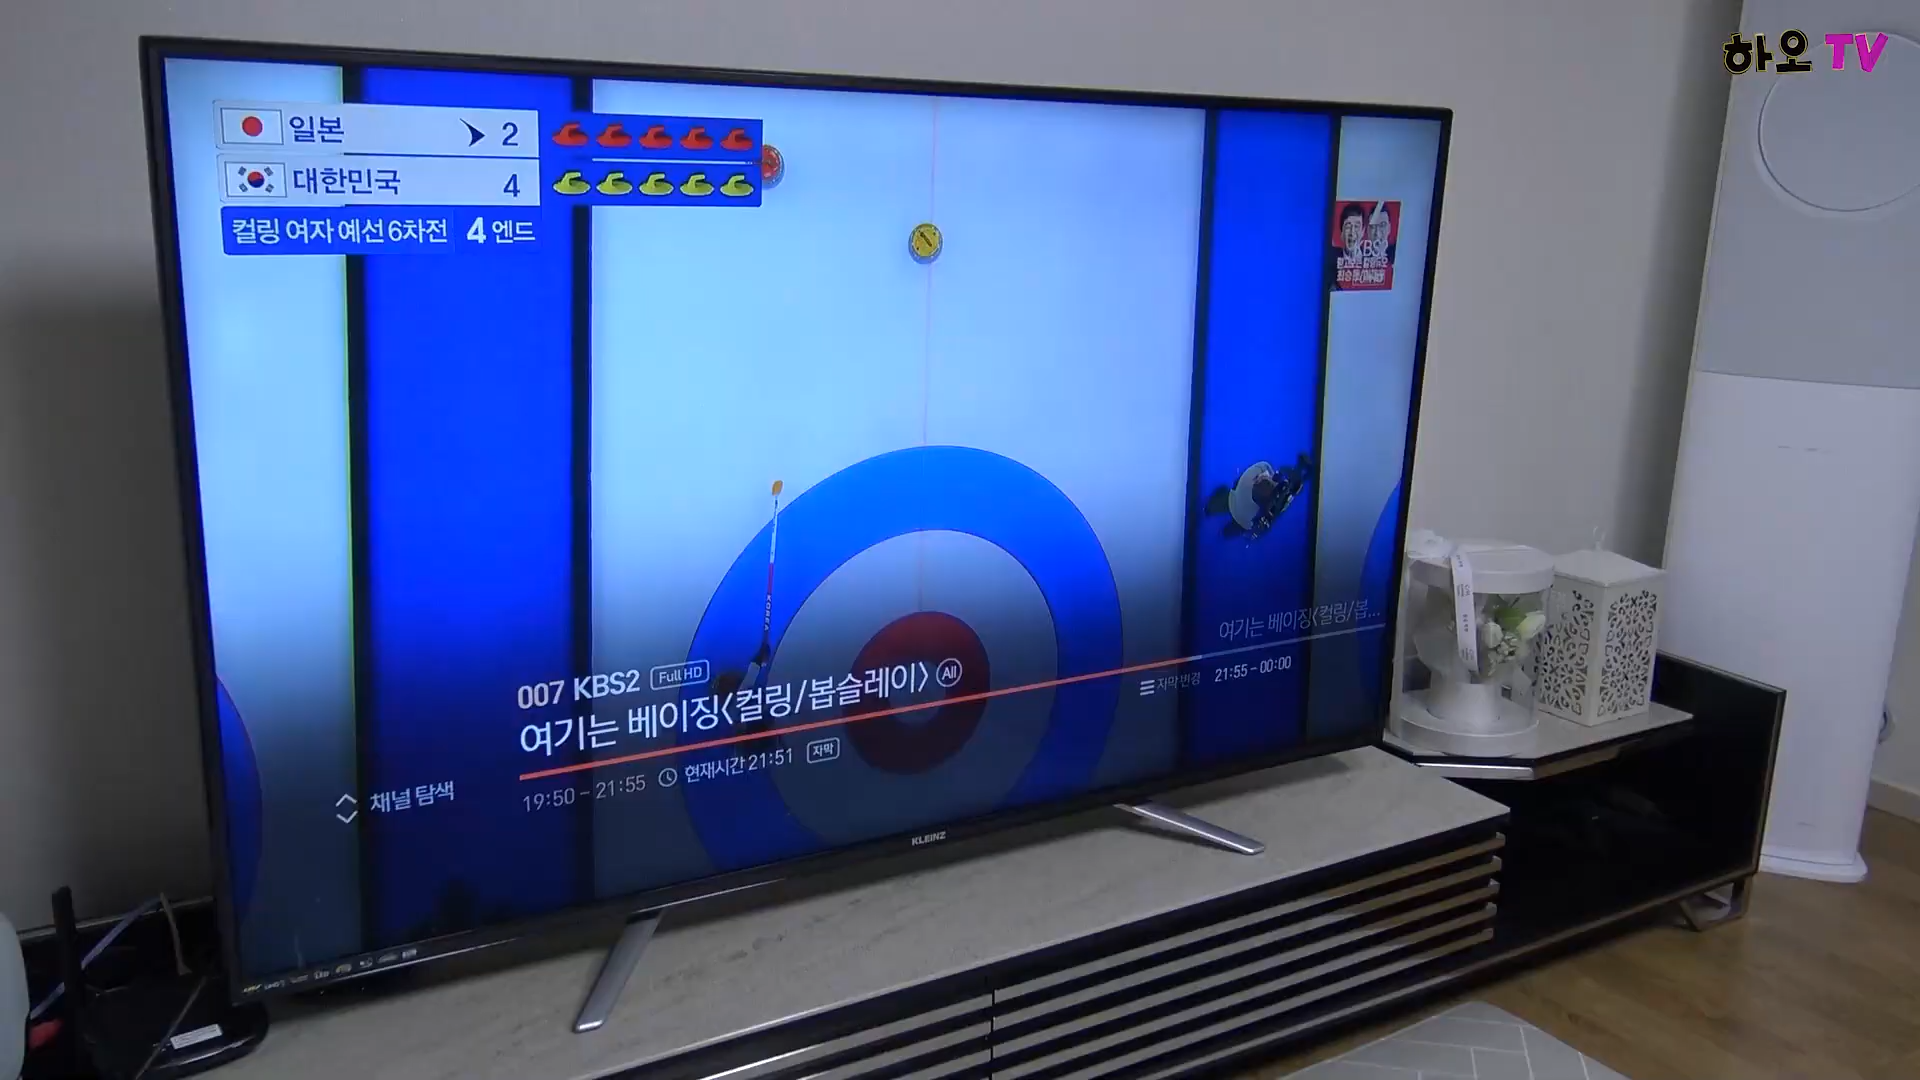 하오 TV
일본 2
대한민국 4
컬링 여자 예선 6차전 4 엔드
KBS2
KOREA
여기는 베이징<컬링/봅...
21:55 - 00:00
자막 변경
007 KBS2 Full HD
여기는 베이징<컬링/봅슬레이> All
19:50 - 21:55 현재시간 21:51 자막
채널 탐색
KLEINZ